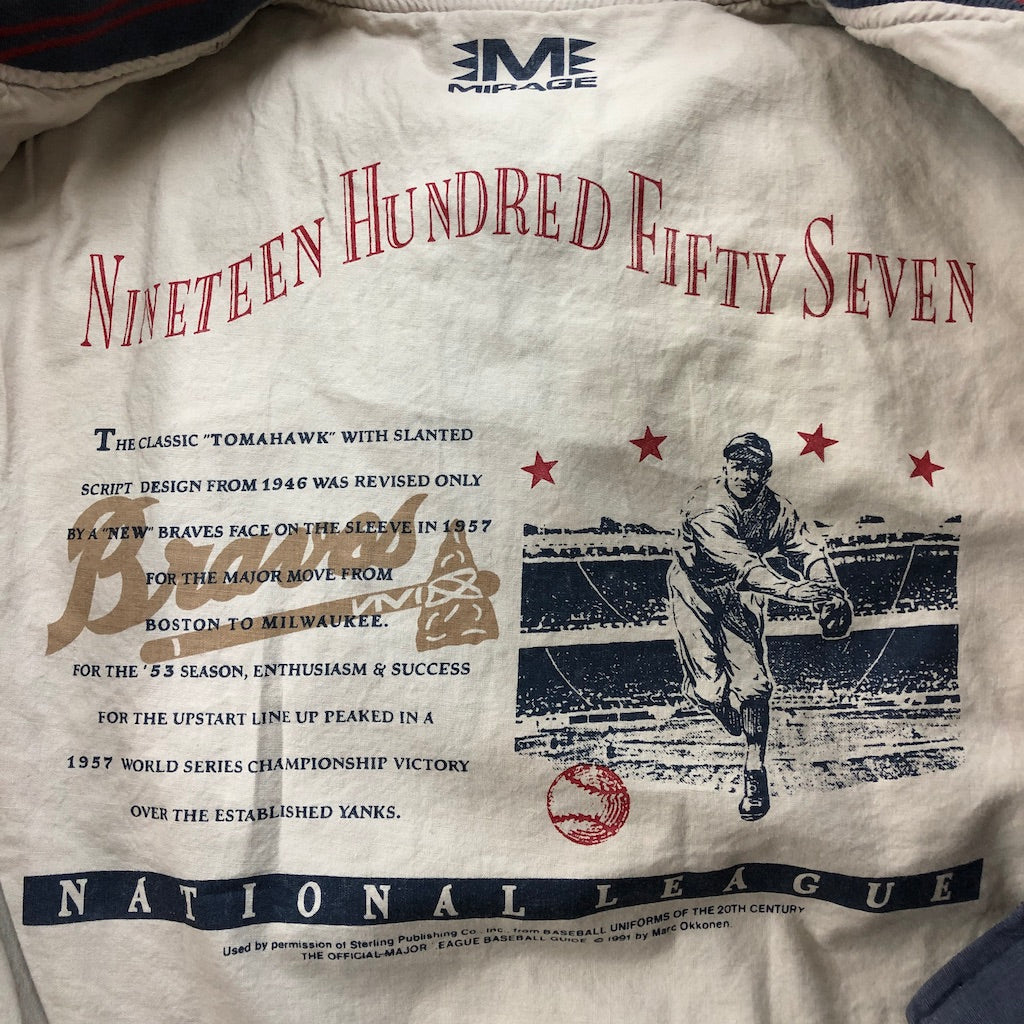 M
MIRAGE
NINETEEN HUNDRED FIFTY SEVEN
THE CLASSIC "TOMAHAWK" WITH SLANTED
SCRIPT DESIGN FROM 1946 WAS REVISED ONLY
BY A "NEW" BRAVES FACE ON THE SLEEVE IN 1957
FOR THE MAJOR MOVE FROM
BOSTON TO MILWAUKEE.
FOR THE '53 SEASON, ENTHUSIASM & SUCCESS
FOR THE UPSTART LINE UP PEAKED IN A
1957 WORLD SERIES CHAMPIONSHIP VICTORY
OVER THE ESTABLISHED YANKS.
Braves
NATIONAL LEAGUE
Used by permission of Sterling Publishing Co., Inc., from BASEBALL UNIFORMS OF THE 20TH CENTURY
THE OFFICIAL MAJOR LEAGUE BASEBALL GUIDE © 1991 by Marc Okkonen.